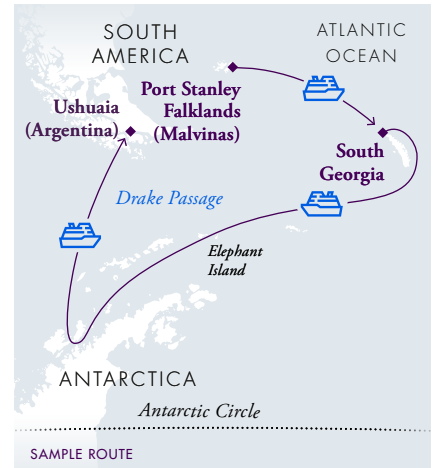 SOUTH
AMERICA
ATLANTIC
OCEAN
Port Stanley
Falklands
(Malvinas)
Ushuaia
(Argentina)
South
Georgia
Drake Passage
Elephant
Island
ANTARCTICA
Antarctic Circle
SAMPLE ROUTE